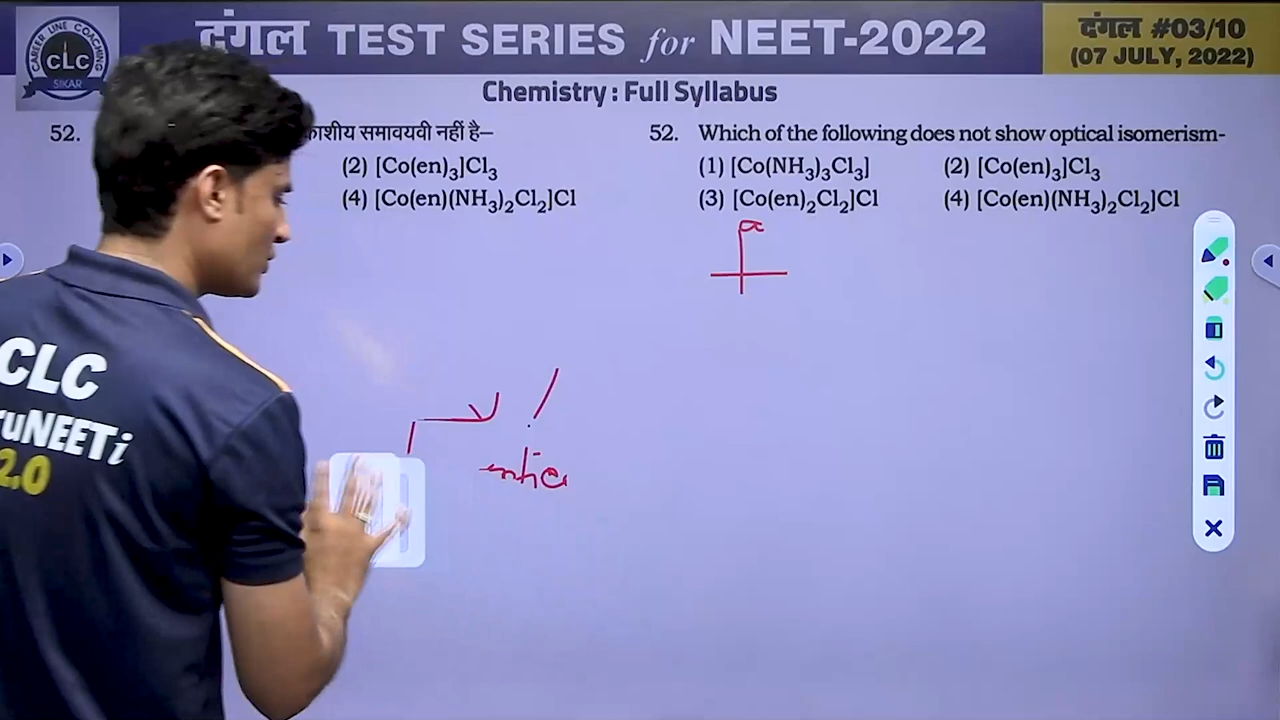 दंगल TEST SERIES for NEET-2022
दंगल #03/10
(07 JULY, 2022)
CAREER LINE COACHING
CLC
SIKAR
Chemistry : Full Syllabus
52.
समावयवी नहीं है–
(2) [Co(en)₃]Cl₃
(4) [Co(en)(NH₃)₂Cl₂]Cl
52. Which of the following does not show optical isomerism-
(1) [Co(NH₃)₃Cl₃] (2) [Co(en)₃]Cl₃
(3) [Co(en)₂Cl₂]Cl (4) [Co(en)(NH₃)₂Cl₂]Cl
CLC
uNEETi
2.0